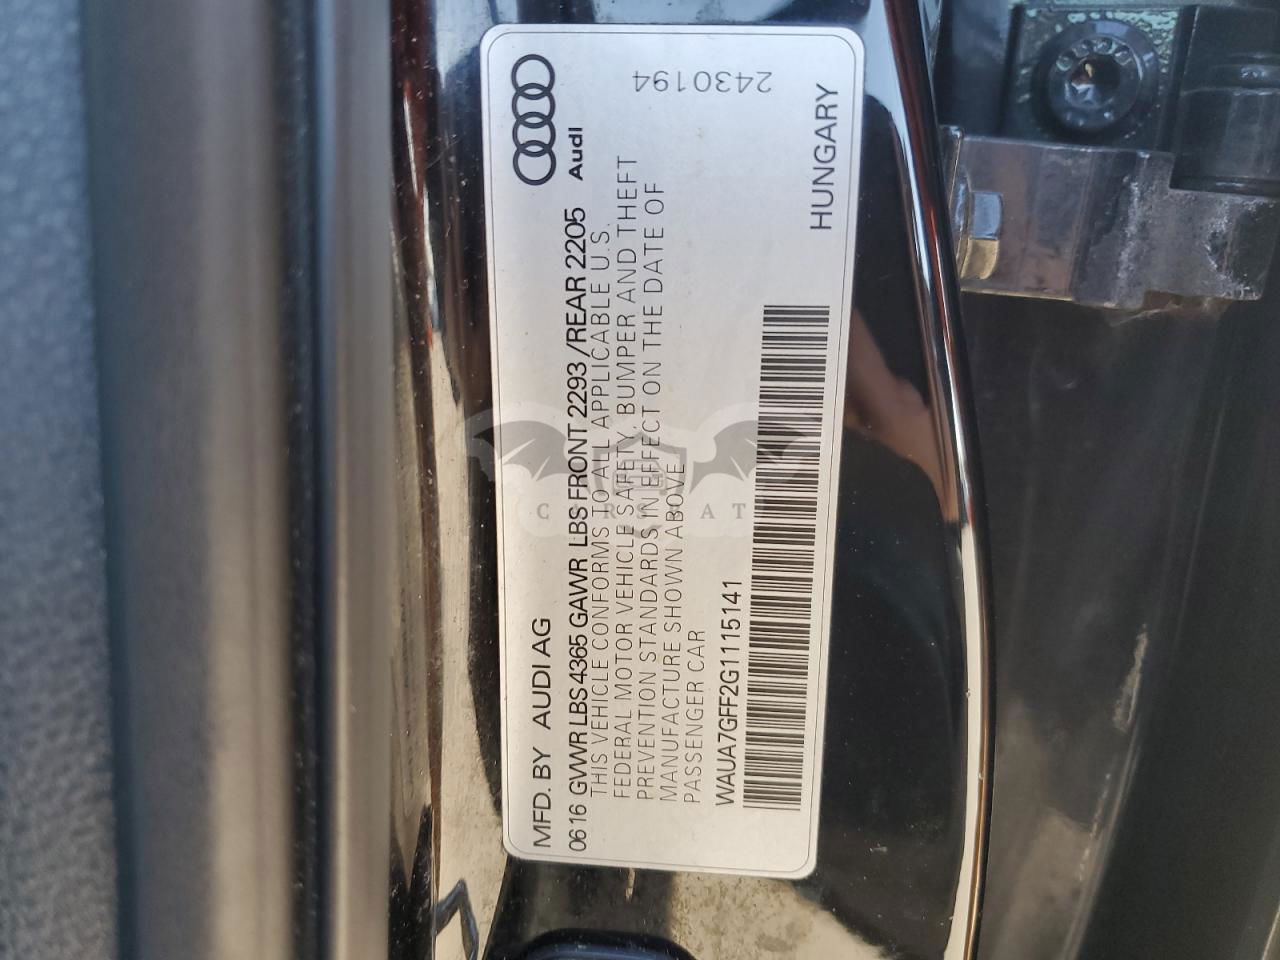 Audi
MFD. BY AUDI AG
0616 GVWR LBS 4365 GAWR LBS FRONT 2293 /REAR 2205
THIS VEHICLE CONFORMS TO ALL APPLICABLE U.S.
FEDERAL MOTOR VEHICLE SAFETY, BUMPER AND THEFT
PREVENTION STANDARDS IN EFFECT ON THE DATE OF
MANUFACTURE SHOWN ABOVE
PASSENGER CAR
WAUA7GFF2G1115141
HUNGARY
2430194